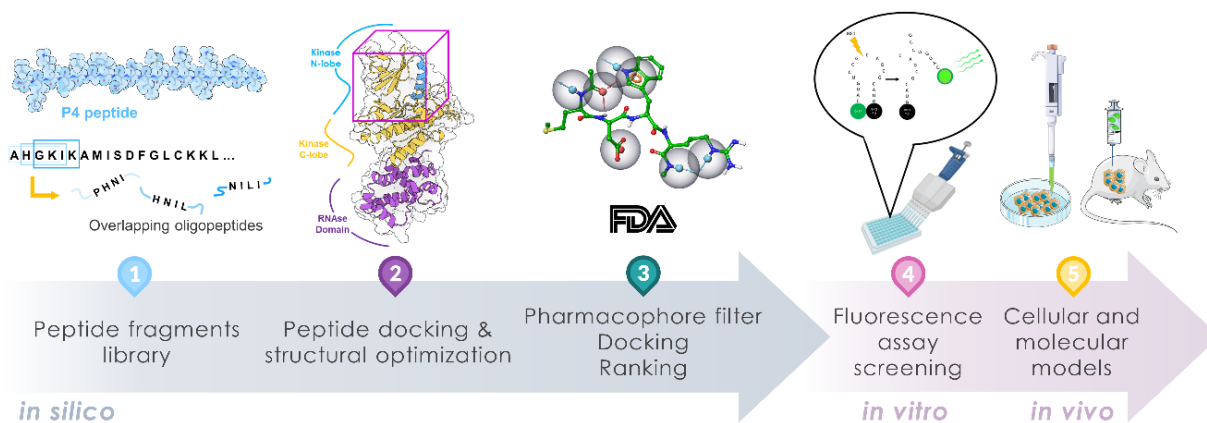 P4 peptide
AHGKIKAMISDFGLCKKL...
PHNI
HNIL
NILI
Overlapping oligopeptides
Kinase
N-lobe
Kinase
C-lobe
RNAse
Domain
FDA
1
Peptide fragments
library
2
Peptide docking &
structural optimization
3
Pharmacophore filter
Docking
Ranking
4
Fluorescence
assay
screening
5
Cellular and
molecular
models
in silico
in vitro
in vivo